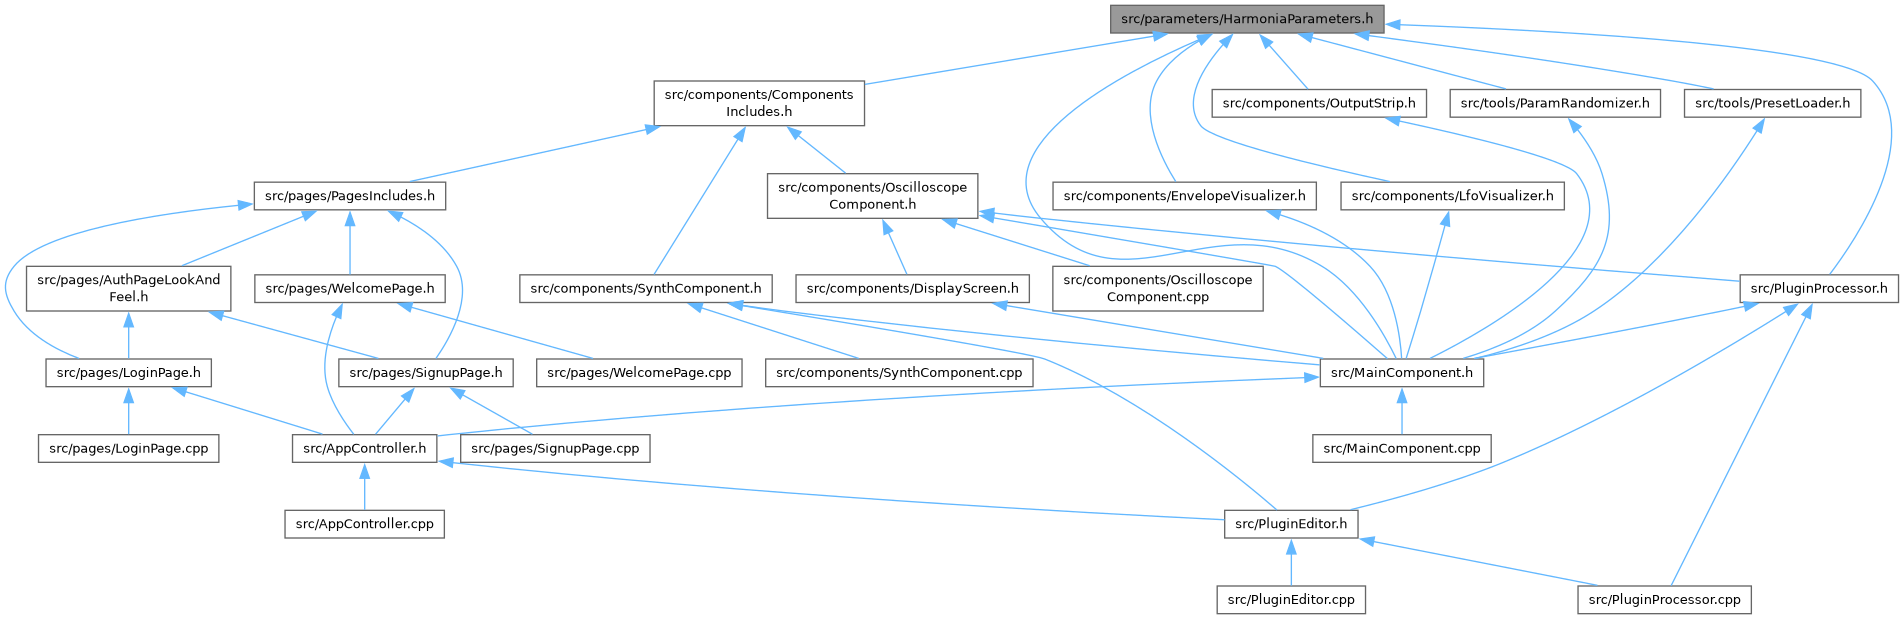 src/parameters/HarmoniaParameters.h
src/components/Components
Includes.h
src/components/OutputStrip.h
src/tools/ParamRandomizer.h
src/tools/PresetLoader.h
src/pages/PagesIncludes.h
src/components/Oscilloscope
Component.h
src/components/EnvelopeVisualizer.h
src/components/LfoVisualizer.h
src/pages/AuthPageLookAnd
Feel.h
src/pages/WelcomePage.h
src/components/SynthComponent.h
src/components/DisplayScreen.h
src/components/Oscilloscope
Component.cpp
src/PluginProcessor.h
src/pages/LoginPage.h
src/pages/SignupPage.h
src/pages/WelcomePage.cpp
src/components/SynthComponent.cpp
src/MainComponent.h
src/pages/LoginPage.cpp
src/AppController.h
src/pages/SignupPage.cpp
src/MainComponent.cpp
src/AppController.cpp
src/PluginEditor.h
src/PluginEditor.cpp
src/PluginProcessor.cpp